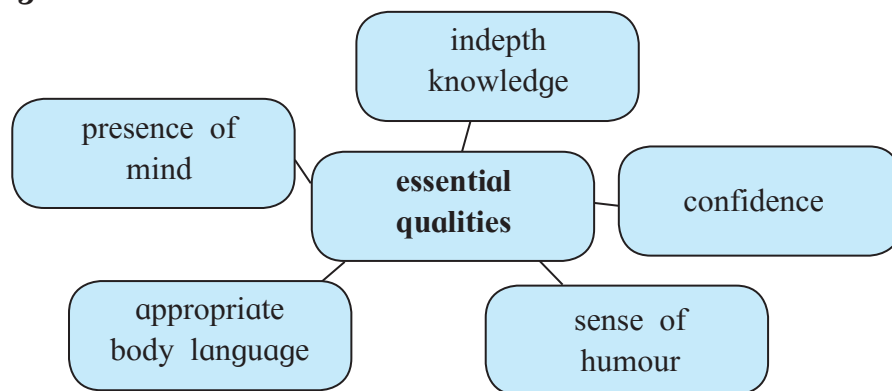 g
indepth
knowledge
presence of
mind
essential
qualities
confidence
appropriate
body language
sense of
humour